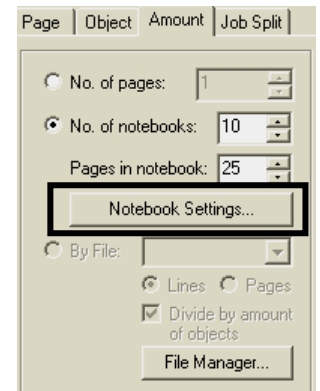 Page Object Amount Job Split
No. of pages: 1
No. of notebooks: 10
Pages in notebook: 25
Notebook Settings...
By File:
Lines Pages
Divide by amount
of objects
File Manager...